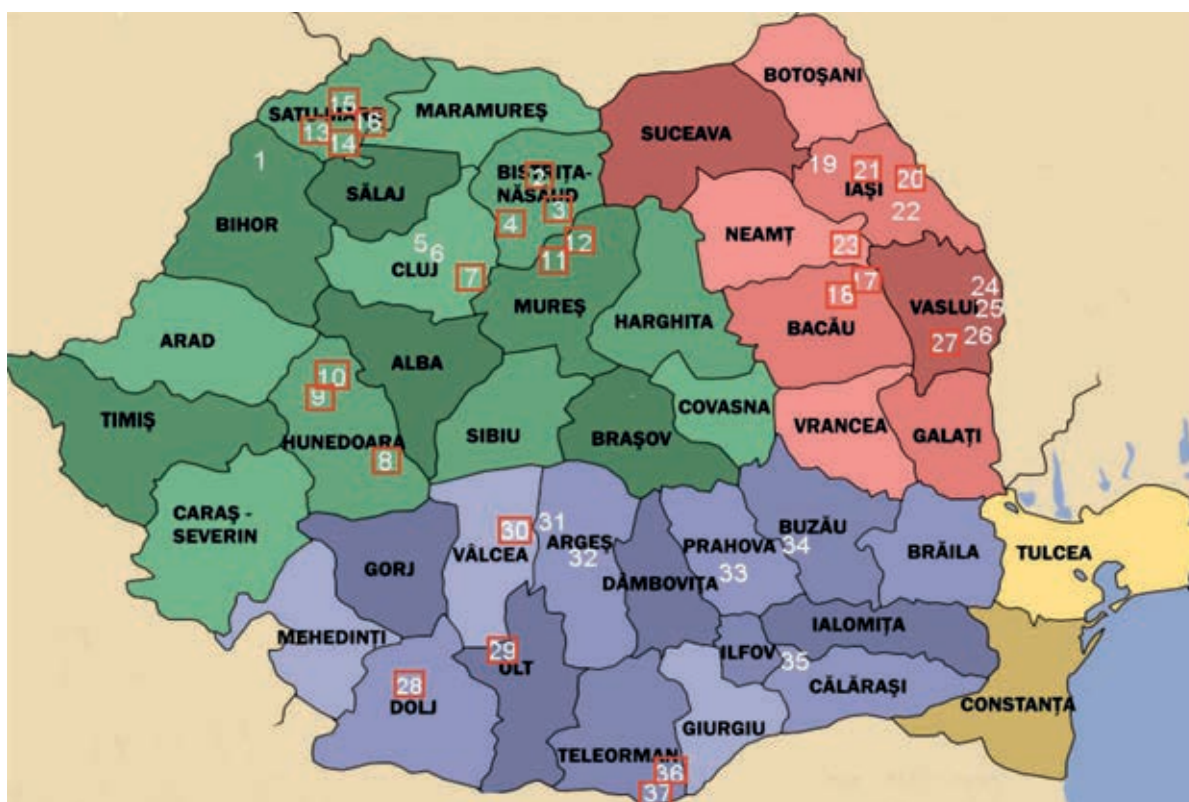 BOTOȘANI
15
SATU-MARE
16
MARAMUREȘ
13
14
SUCEAVA
1
19
21
20
BISTRIȚA-
2
NĂSAUD
IAȘI
SĂLAJ
3
4
22
BIHOR
NEAMȚ
5
6
12
23
CLUJ
11
7
17
24
18
MUREȘ
HARGHITA
BACĂU
VASLUI
25
ARAD
26
27
ALBA
10
9
COVASNA
TIMIȘ
HUNEDOARA
SIBIU
BRAȘOV
VRANCEA
GALAȚI
8
CARAȘ -
SEVERIN
30
31
BUZĂU
VÂLCEA
ARGEȘ
PRAHOVA
34
BRĂILA
TULCEA
GORJ
32
33
DÂMBOVIȚA
MEHEDINȚI
IALOMIȚA
29
OLT
ILFOV
35
28
CĂLĂRAȘI
DOLJ
CONSTANȚA
GIURGIU
TELEORMAN
36
37